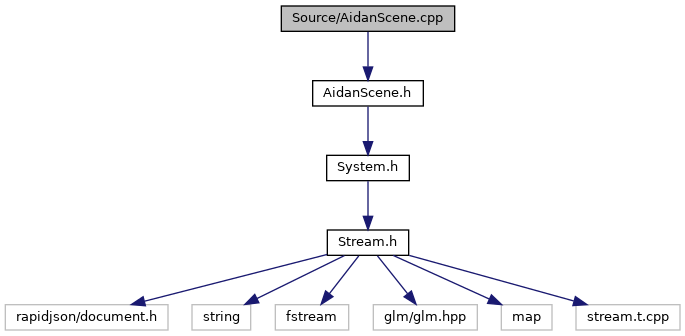 Source/AidanScene.cpp
AidanScene.h
System.h
Stream.h
rapidjson/document.h
string
fstream
glm/glm.hpp
map
stream.t.cpp